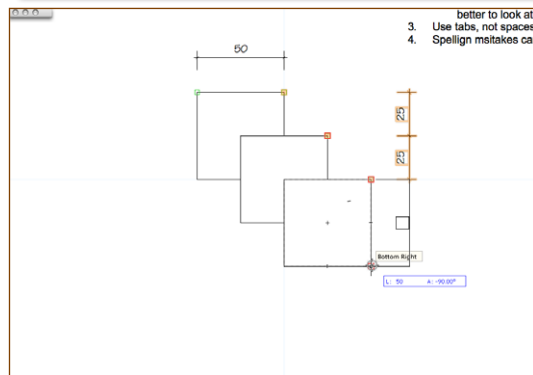 better to look at
3. Use tabs, not spaces
4. Spellign msitakes ca
50
25
25
Bottom Right
L: 50 A: -90.00°